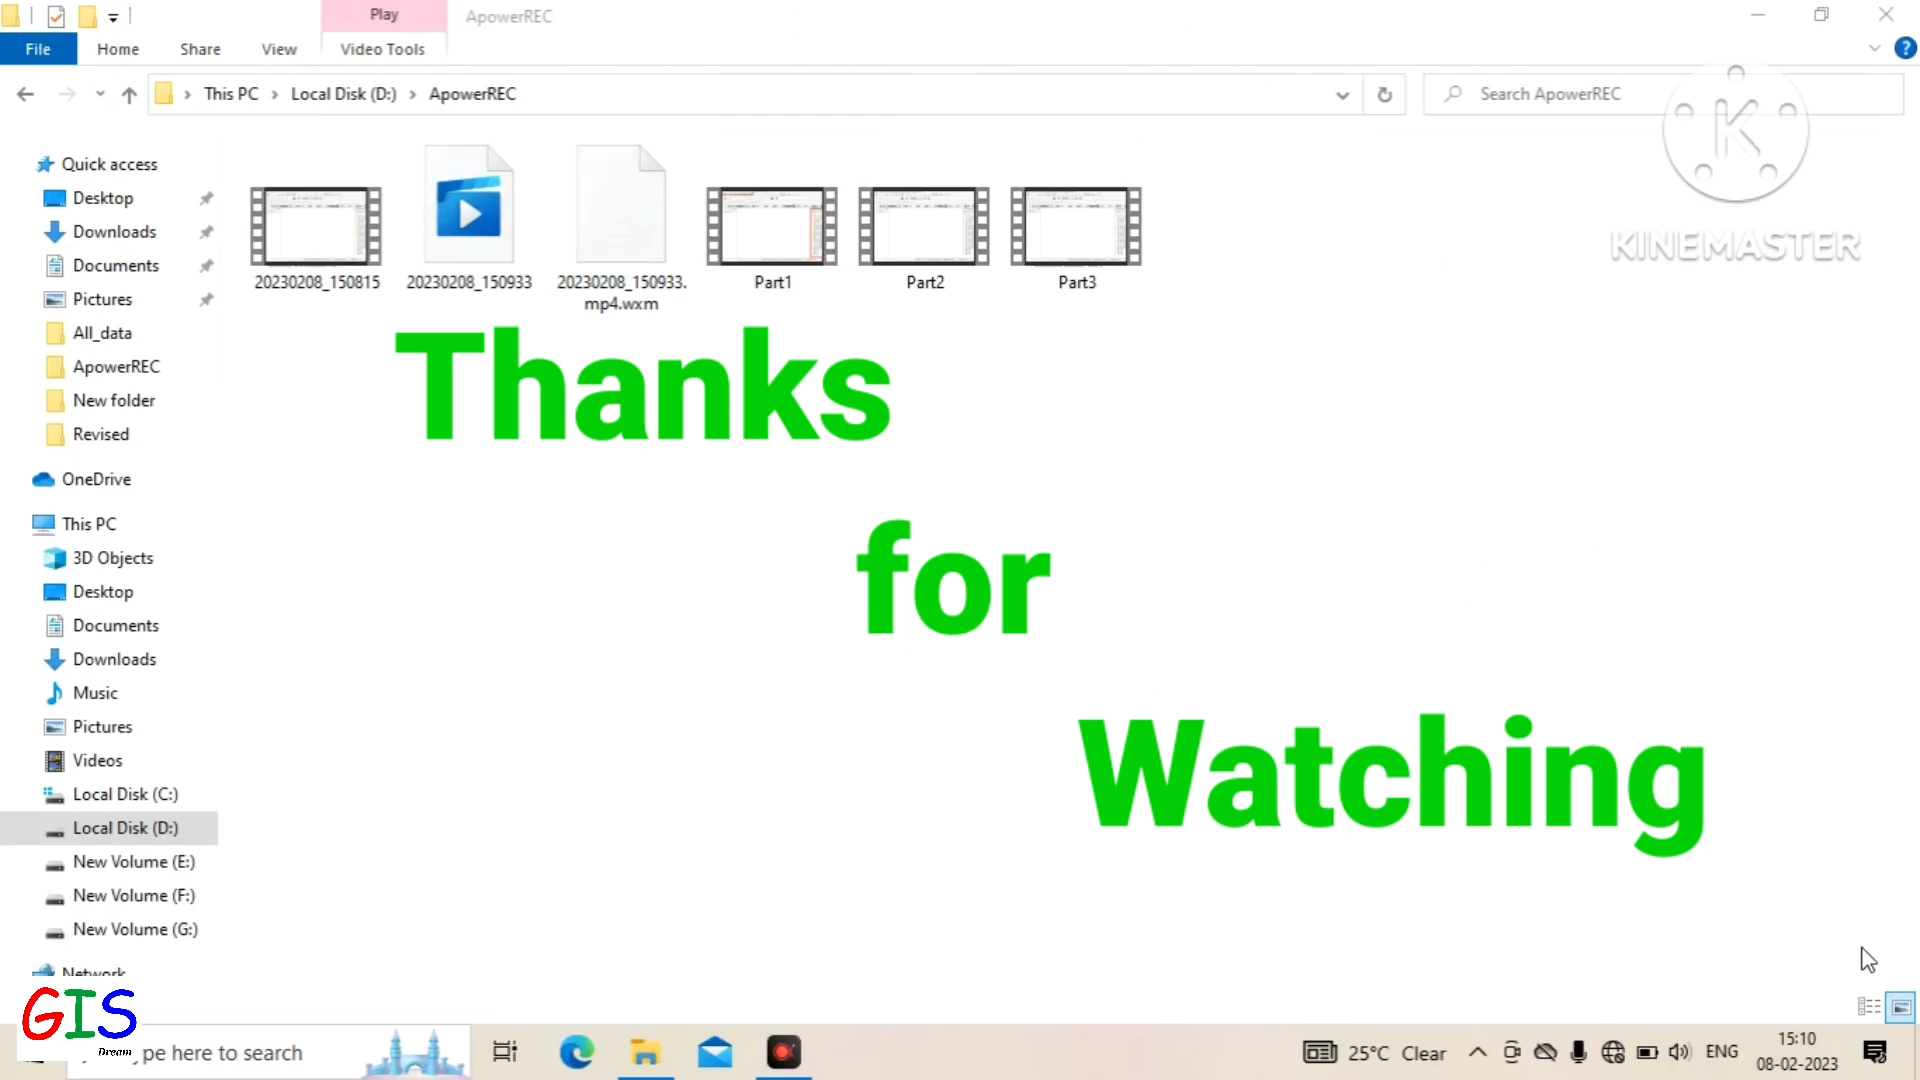 Play
ApowerREC
File
Home
Share
View
Video Tools
This PC
Local Disk (D:)
ApowerREC
Search ApowerREC
K
KINEMASTER
Quick access
Desktop
Downloads
Documents
Pictures
All_data
ApowerREC
New folder
Revised
OneDrive
This PC
3D Objects
Desktop
Documents
Downloads
Music
Pictures
Videos
Local Disk (C:)
Local Disk (D:)
New Volume (E:)
New Volume (F:)
New Volume (G:)
Network
20230208_150815
20230208_150933
20230208_150933.
mp4.wxm
Part1
Part2
Part3
Thanks
for
Watching
GIS
Dream
ype here to search
25°C Clear
ENG
15:10
08-02-2023